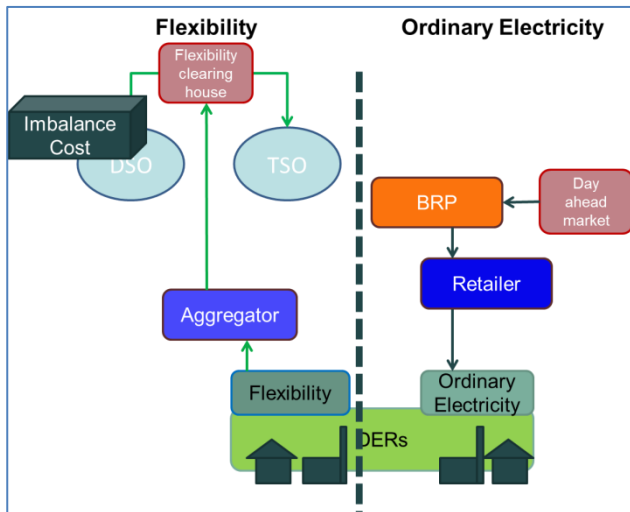 Flexibility
Ordinary Electricity
Flexibility
clearing
house
Imbalance
Cost
DSO
TSO
BRP
Day
ahead
market
Retailer
Aggregator
Flexibility
Ordinary
Electricity
DERs